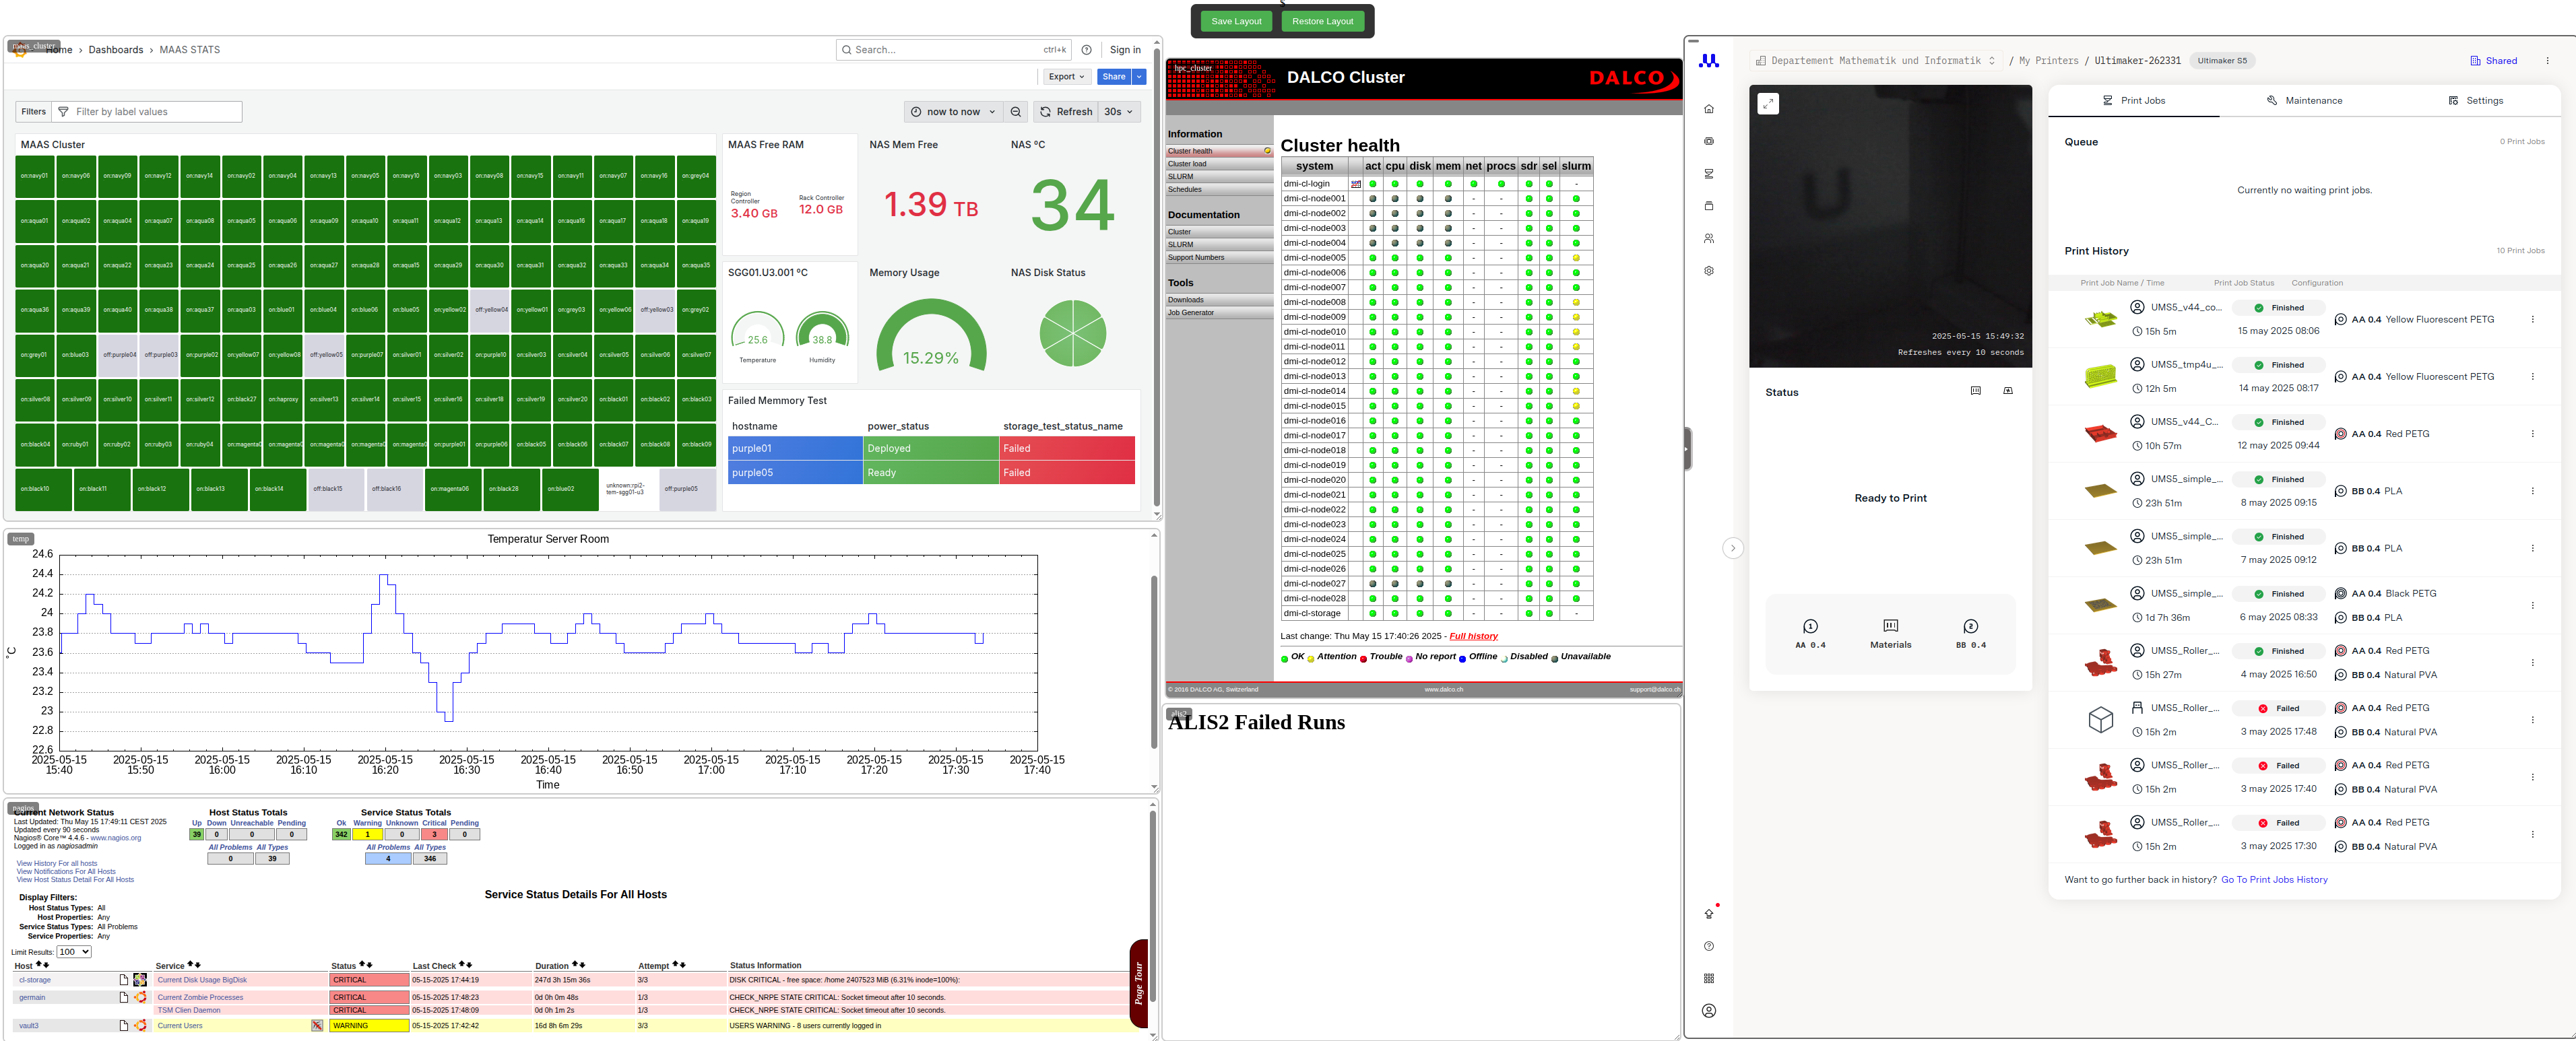 Save Layout Restore Layout
maas_cluster
Home › Dashboards › MAAS STATS
Search... ctrl+k
Sign in
Export Share
Filters Filter by label values
now to now Refresh 30s
MAAS Cluster
on:navy01 on:navy06 on:navy09 on:navy12 on:navy14 on:navy02 on:navy04 on:navy13 on:navy05 on:navy10 on:navy03 on:navy08 on:navy15 on:navy11 on:navy07 on:navy16 on:grey04
on:aqua01 on:aqua02 on:aqua04 on:aqua07 on:aqua08 on:aqua05 on:aqua06 on:aqua09 on:aqua10 on:aqua11 on:aqua12 on:aqua13 on:aqua14 on:aqua16 on:aqua17 on:aqua18 on:aqua19
on:aqua20 on:aqua21 on:aqua22 on:aqua23 on:aqua24 on:aqua25 on:aqua26 on:aqua27 on:aqua28 on:aqua15 on:aqua29 on:aqua30 on:aqua31 on:aqua32 on:aqua33 on:aqua34 on:aqua35
on:aqua36 on:aqua39 on:aqua40 on:aqua38 on:aqua37 on:aqua03 on:blue01 on:blue04 on:blue06 on:blue05 on:yellow02 off:yellow04 on:yellow01 on:grey03 on:yellow06 off:yellow03 on:grey02
on:grey01 on:blue03 off:purple04 off:purple03 on:purple02 on:yellow07 on:yellow08 off:yellow05 on:purple07 on:silver01 on:silver02 on:purple10 on:silver03 on:silver04 on:silver05 on:silver06 on:silver07
on:silver08 on:silver09 on:silver10 on:silver11 on:silver12 on:black27 on:haproxy on:silver13 on:silver14 on:silver15 on:silver16 on:silver18 on:silver19 on:silver20 on:black01 on:black02 on:black03
on:black04 on:ruby01 on:ruby02 on:ruby03 on:ruby04 on:magenta0 on:magenta0 on:magenta0 on:magenta0 on:magenta0 on:purple01 on:purple06 on:black05 on:black06 on:black07 on:black08 on:black09
on:black10 on:black11 on:black12 on:black13 on:black14 off:black15 off:black16 on:magenta06 on:black28 on:blue02 unknown:rpi2-tem-sgg01-u3 off:purple05
MAAS Free RAM
Region Controller
3.40 GB
Rack Controller
12.0 GB
NAS Mem Free
1.39 TB
NAS ºC
34
SGG01.U3.001 ºC
25.6
Temperature
38.8
Humidity
Memory Usage
15.29%
NAS Disk Status
Failed Memmory Test
hostname power_status storage_test_status_name
purple01 Deployed Failed
purple05 Ready Failed
temp
Temperatur Server Room
°C
24.6
24.4
24.2
24
23.8
23.6
23.4
23.2
23
22.8
22.6
2025-05-15 2025-05-15 2025-05-15 2025-05-15 2025-05-15 2025-05-15 2025-05-15 2025-05-15 2025-05-15 2025-05-15 2025-05-15 2025-05-15 2025-05-15
15:40 15:50 16:00 16:10 16:20 16:30 16:40 16:50 17:00 17:10 17:20 17:30 17:40
Time
nagios
Current Network Status
Last Updated: Thu May 15 17:49:11 CEST 2025
Updated every 90 seconds
Nagios® Core™ 4.4.6 - www.nagios.org
Logged in as nagiosadmin
View History For all hosts
View Notifications For All Hosts
View Host Status Detail For All Hosts
Host Status Totals
Up Down Unreachable Pending
39 0 0 0
All Problems All Types
0 39
Service Status Totals
Ok Warning Unknown Critical Pending
342 1 0 3 0
All Problems All Types
4 346
Display Filters:
Host Status Types: All
Host Properties: Any
Service Status Types: All Problems
Service Properties: Any
Service Status Details For All Hosts
Limit Results: 100
Host Service Status Last Check Duration Attempt Status Information
cl-storage Current Disk Usage BigDisk CRITICAL 05-15-2025 17:44:19 247d 3h 15m 36s 3/3 DISK CRITICAL - free space: /home 2407523 MiB (6.31% inode=100%):
germain Current Zombie Processes CRITICAL 05-15-2025 17:48:23 0d 0h 0m 48s 1/3 CHECK_NRPE STATE CRITICAL: Socket timeout after 10 seconds.
TSM Clien Daemon CRITICAL 05-15-2025 17:48:09 0d 0h 1m 2s 1/3 CHECK_NRPE STATE CRITICAL: Socket timeout after 10 seconds.
vault3 Current Users WARNING 05-15-2025 17:42:42 16d 8h 6m 29s 3/3 USERS WARNING - 8 users currently logged in
Page Tour
hpc_cluster
DALCO Cluster
DALCO
Information
Cluster health
Cluster load
SLURM
Schedules
Documentation
Cluster
SLURM
Support Numbers
Tools
Downloads
Job Generator
Cluster health
system act cpu disk mem net procs sdr sel slurm
dmi-cl-login -
dmi-cl-node001 - -
dmi-cl-node002 - -
dmi-cl-node003 - -
dmi-cl-node004 - -
dmi-cl-node005 - -
dmi-cl-node006 - -
dmi-cl-node007 - -
dmi-cl-node008 - -
dmi-cl-node009 - -
dmi-cl-node010 - -
dmi-cl-node011 - -
dmi-cl-node012 - -
dmi-cl-node013 - -
dmi-cl-node014 - -
dmi-cl-node015 - -
dmi-cl-node016 - -
dmi-cl-node017 - -
dmi-cl-node018 - -
dmi-cl-node019 - -
dmi-cl-node020 - -
dmi-cl-node021 - -
dmi-cl-node022 - -
dmi-cl-node023 - -
dmi-cl-node024 - -
dmi-cl-node025 - -
dmi-cl-node026 - -
dmi-cl-node027 - -
dmi-cl-node028 - -
dmi-cl-storage - - -
Last change: Thu May 15 17:40:26 2025 - Full history
OK Attention Trouble No report Offline Disabled Unavailable
© 2016 DALCO AG, Switzerland www.dalco.ch support@dalco.ch
alis2
ALIS2 Failed Runs
Departement Mathematik und Informatik / My Printers / Ultimaker-262331 Ultimaker S5
Shared
2025-05-15 15:49:32
Refreshes every 10 seconds
Status
Ready to Print
1 2
AA 0.4 Materials BB 0.4
Print Jobs Maintenance Settings
Queue 0 Print Jobs
Currently no waiting print jobs.
Print History 10 Print Jobs
Print Job Name / Time Print Job Status Configuration
UMS5_v44_co... Finished AA 0.4 Yellow Fluorescent PETG
15h 5m 15 may 2025 08:06
UMS5_tmp4u_... Finished AA 0.4 Yellow Fluorescent PETG
12h 5m 14 may 2025 08:17
UMS5_v44_C... Finished AA 0.4 Red PETG
10h 57m 12 may 2025 09:44
UMS5_simple_... Finished BB 0.4 PLA
23h 51m 8 may 2025 09:15
UMS5_simple_... Finished BB 0.4 PLA
23h 51m 7 may 2025 09:12
UMS5_simple_... Finished AA 0.4 Black PETG
1d 7h 36m 6 may 2025 08:33 BB 0.4 PLA
UMS5_Roller_... Finished AA 0.4 Red PETG
15h 27m 4 may 2025 16:50 BB 0.4 Natural PVA
UMS5_Roller_... Failed AA 0.4 Red PETG
15h 2m 3 may 2025 17:48 BB 0.4 Natural PVA
UMS5_Roller_... Failed AA 0.4 Red PETG
15h 2m 3 may 2025 17:40 BB 0.4 Natural PVA
UMS5_Roller_... Failed AA 0.4 Red PETG
15h 2m 3 may 2025 17:30 BB 0.4 Natural PVA
Want to go further back in history? Go To Print Jobs History